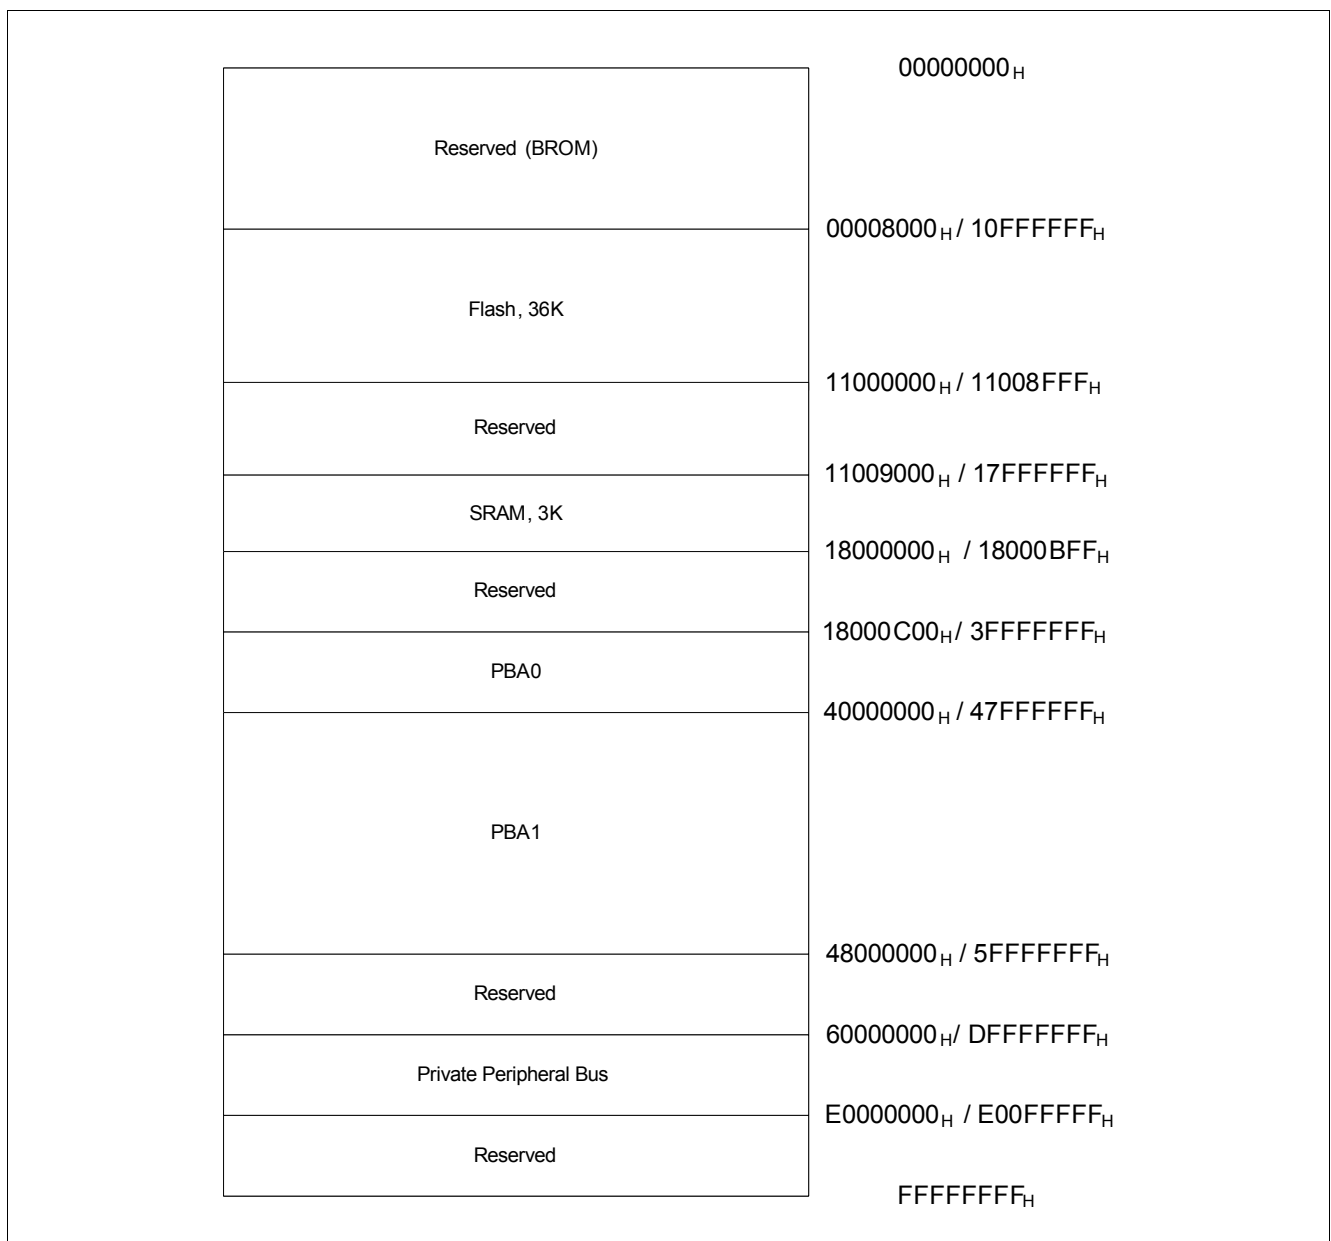 00000000H
Reserved (BROM)
00008000H / 10FFFFFFH
Flash, 36K
11000000H / 11008FFFH
Reserved
11009000H / 17FFFFFFH
SRAM, 3K
18000000H / 18000BFFH
Reserved
18000C00H / 3FFFFFFFH
PBA0
40000000H / 47FFFFFFH
PBA1
48000000H / 5FFFFFFFH
Reserved
60000000H / DFFFFFFFH
Private Peripheral Bus
E0000000H / E00FFFFFH
Reserved
FFFFFFFFH